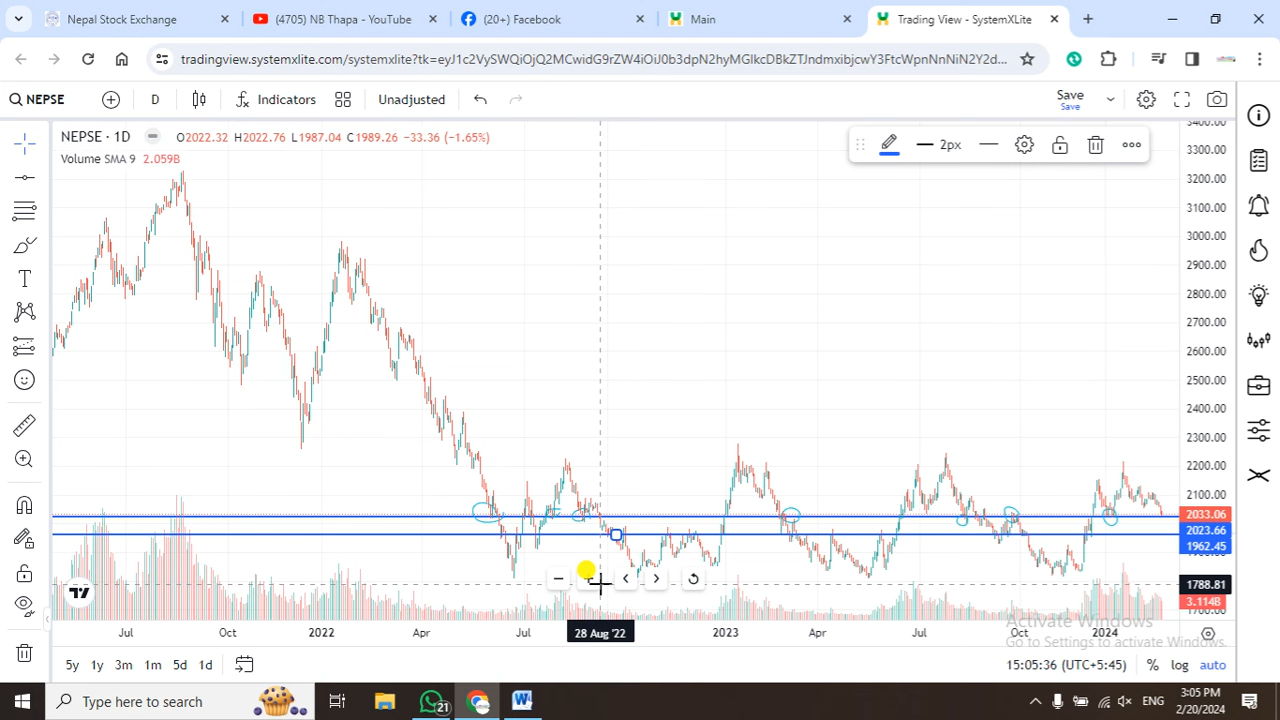 Nepal Stock Exchange
(4705) NB Thapa - YouTube
(20+) Facebook
Main
Trading View - SystemXLite
tradingview.systemxlite.com/systemxlite?tk=eyJ1c2VySWQiOjQ2MCwidG9rZW4iOiJ0b3dpN2hyMGlkcDBkZTJndmxibjcwY3FtcWpnNnNiN2Y2d...
NEPSE
D
Indicators
Unadjusted
Save
Save
NEPSE · 1D
O2022.32 H2022.76 L1987.04 C1989.26 −33.36 (−1.65%)
Volume SMA 9 2.059B
2px
3400.00
3300.00
3200.00
3100.00
3000.00
2900.00
2800.00
2700.00
2600.00
2500.00
2400.00
2300.00
2200.00
2100.00
2033.06
2023.66
1962.45
1788.81
3.114B
Jul
Oct
2022
Apr
Jul
28 Aug '22
2023
Apr
Jul
Oct
2024
Activate Windows
Go to Settings to activate Windows.
5y
1y
3m
1m
5d
1d
15:05:36 (UTC+5:45)
%
log
auto
Type here to search
21
ENG
3:05 PM
2/20/2024